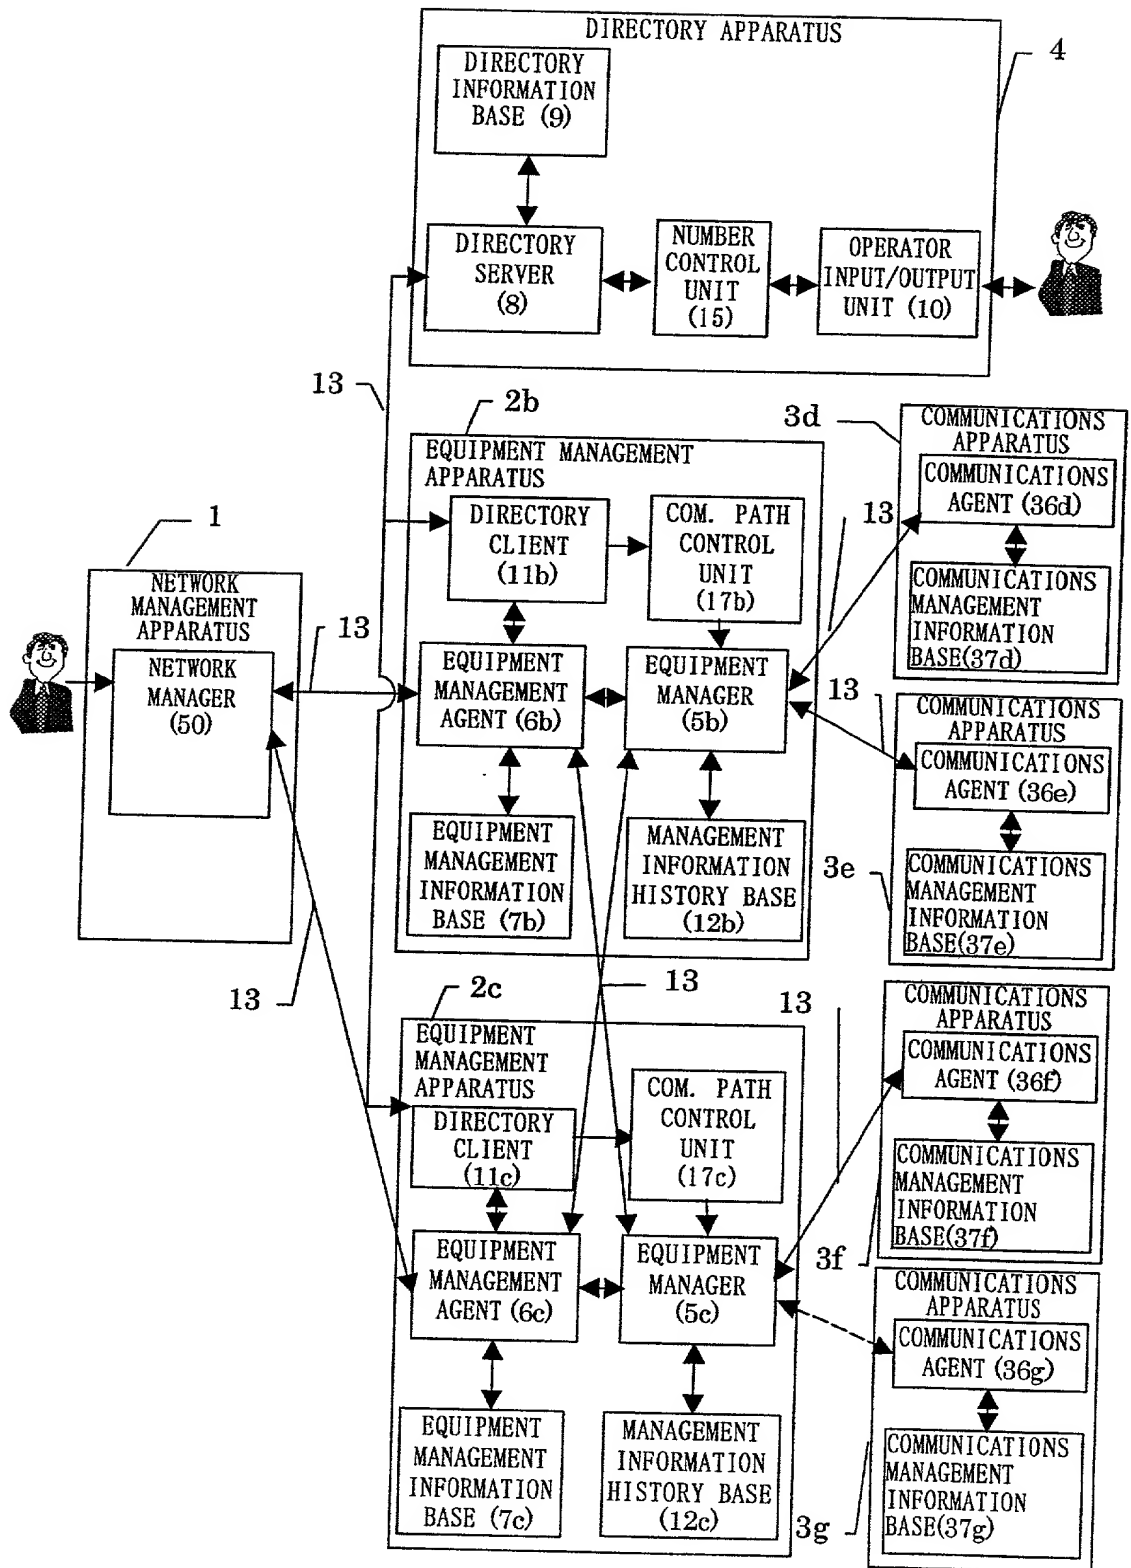 DIRECTORY APPARATUS
4
DIRECTORY
INFORMATION
BASE (9)
DIRECTORY
SERVER
(8)
NUMBER
CONTROL
UNIT
(15)
OPERATOR
INPUT/OUTPUT
UNIT (10)
13
2b
EQUIPMENT MANAGEMENT
APPARATUS
DIRECTORY
CLIENT
(11b)
COM. PATH
CONTROL
UNIT
(17b)
EQUIPMENT
MANAGEMENT
AGENT (6b)
EQUIPMENT
MANAGER
(5b)
EQUIPMENT
MANAGEMENT
INFORMATION
BASE (7b)
MANAGEMENT
INFORMATION
HISTORY BASE
(12b)
1
NETWORK
MANAGEMENT
APPARATUS
NETWORK
MANAGER
(50)
13
13
3d
COMMUNICATIONS
APPARATUS
COMMUNICATIONS
AGENT (36d)
COMMUNICATIONS
MANAGEMENT
INFORMATION
BASE(37d)
13
13
COMMUNICATIONS
APPARATUS
COMMUNICATIONS
AGENT (36e)
3e
COMMUNICATIONS
MANAGEMENT
INFORMATION
BASE(37e)
13
2c
EQUIPMENT
MANAGEMENT
APPARATUS
DIRECTORY
CLIENT
(11c)
COM. PATH
CONTROL
UNIT
(17c)
EQUIPMENT
MANAGEMENT
AGENT (6c)
EQUIPMENT
MANAGER
(5c)
EQUIPMENT
MANAGEMENT
INFORMATION
BASE (7c)
MANAGEMENT
INFORMATION
HISTORY BASE
(12c)
13
COMMUNICATIONS
APPARATUS
COMMUNICATIONS
AGENT (36f)
COMMUNICATIONS
MANAGEMENT
INFORMATION
BASE(37f)
3f
COMMUNICATIONS
APPARATUS
COMMUNICATIONS
AGENT (36g)
COMMUNICATIONS
MANAGEMENT
INFORMATION
BASE(37g)
3g